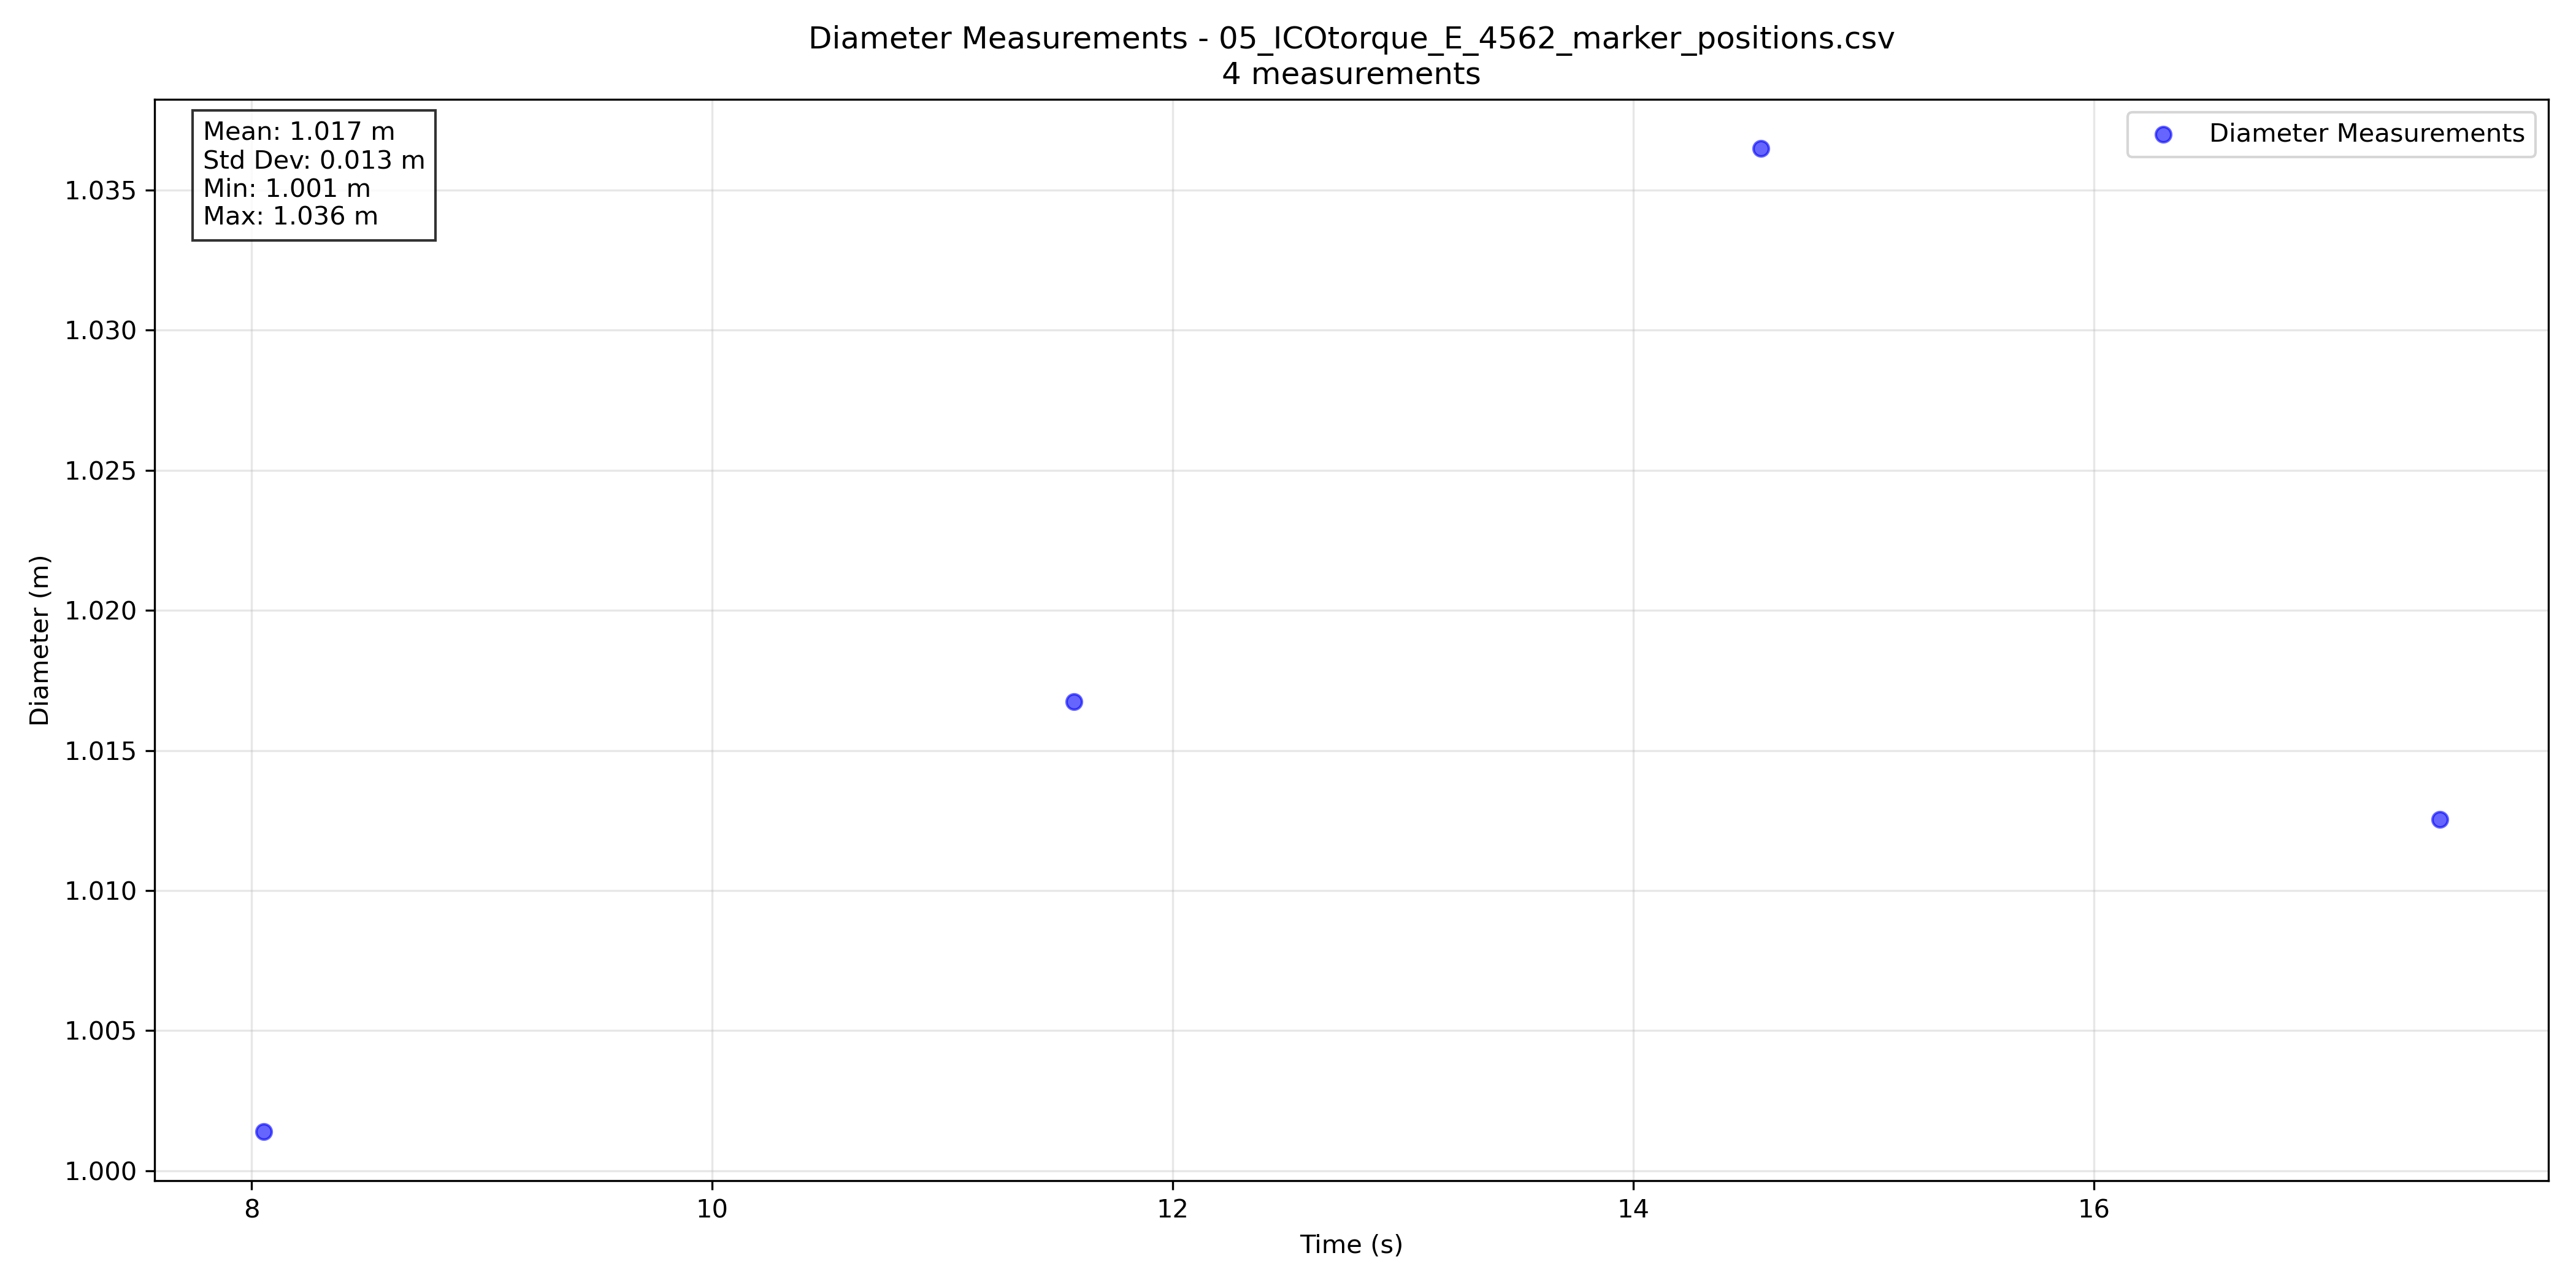 Diameter Measurements - 05_ICOtorque_E_4562_marker_positions.csv
4 measurements
Mean: 1.017 m
Std Dev: 0.013 m
Min: 1.001 m
Max: 1.036 m
Diameter Measurements
1.035
1.030
1.025
1.020
1.015
1.010
1.005
1.000
Diameter (m)
8
10
12
14
16
Time (s)